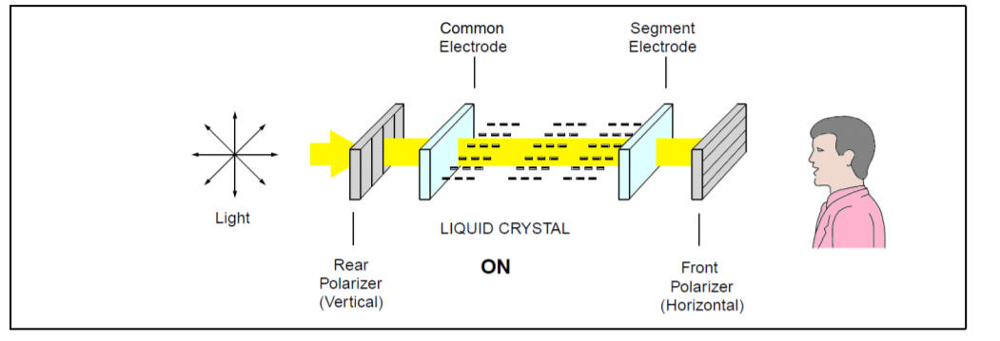 Common
Electrode
Segment
Electrode
Light
LIQUID CRYSTAL
ON
Rear
Polarizer
(Vertical)
Front
Polarizer
(Horizontal)